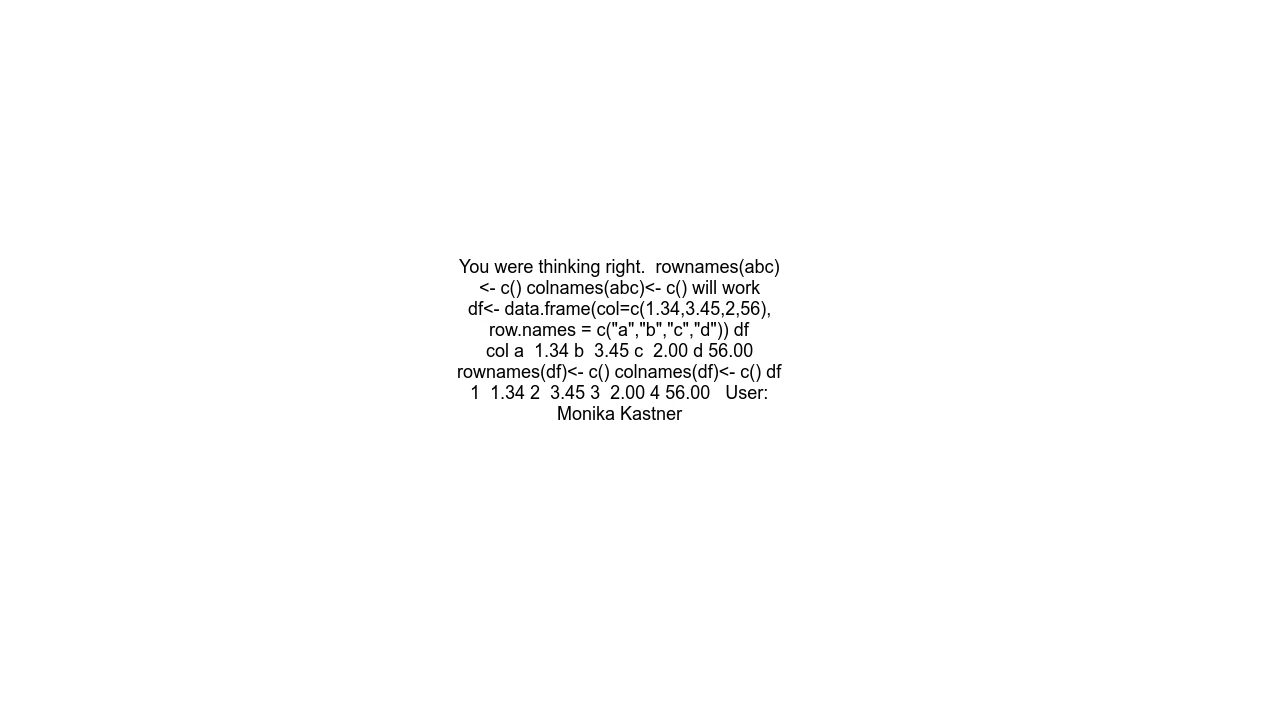 You were thinking right.  rownames(abc)
<- c() colnames(abc)<- c() will work
df<- data.frame(col=c(1.34,3.45,2,56),
row.names = c("a","b","c","d")) df
col a  1.34 b  3.45 c  2.00 d 56.00
rownames(df)<- c() colnames(df)<- c() df
1  1.34 2  3.45 3  2.00 4 56.00   User:
Monika Kastner